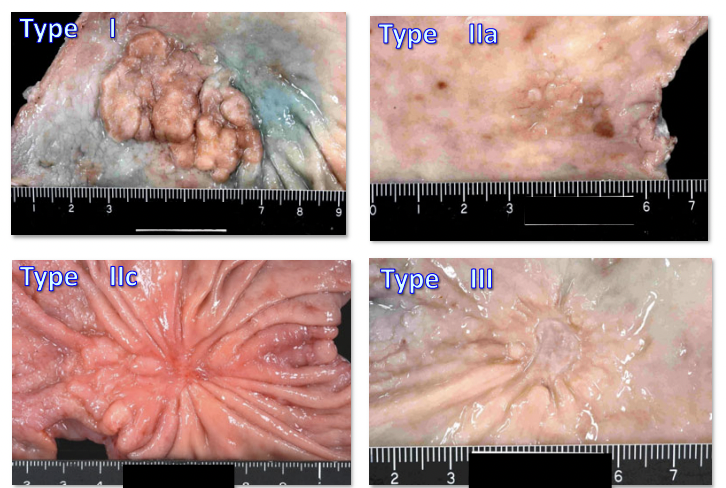 Type I
1 2 3 7 8 9
Type IIa
0 1 2 3 6 7
Type IIc
Type III
2 3 6 7